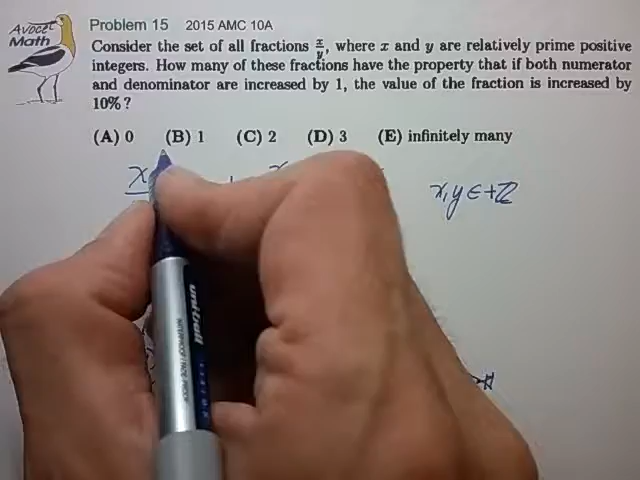 Avocet
Math
Problem 15 2015 AMC 10A
Consider the set of all fractions x/y, where x and y are relatively prime positive
integers. How many of these fractions have the property that if both numerator
and denominator are increased by 1, the value of the fraction is increased by
10%?
(A) 0 (B) 1 (C) 2 (D) 3 (E) infinitely many
x
x,y ∈ +ℤ
uni-ball